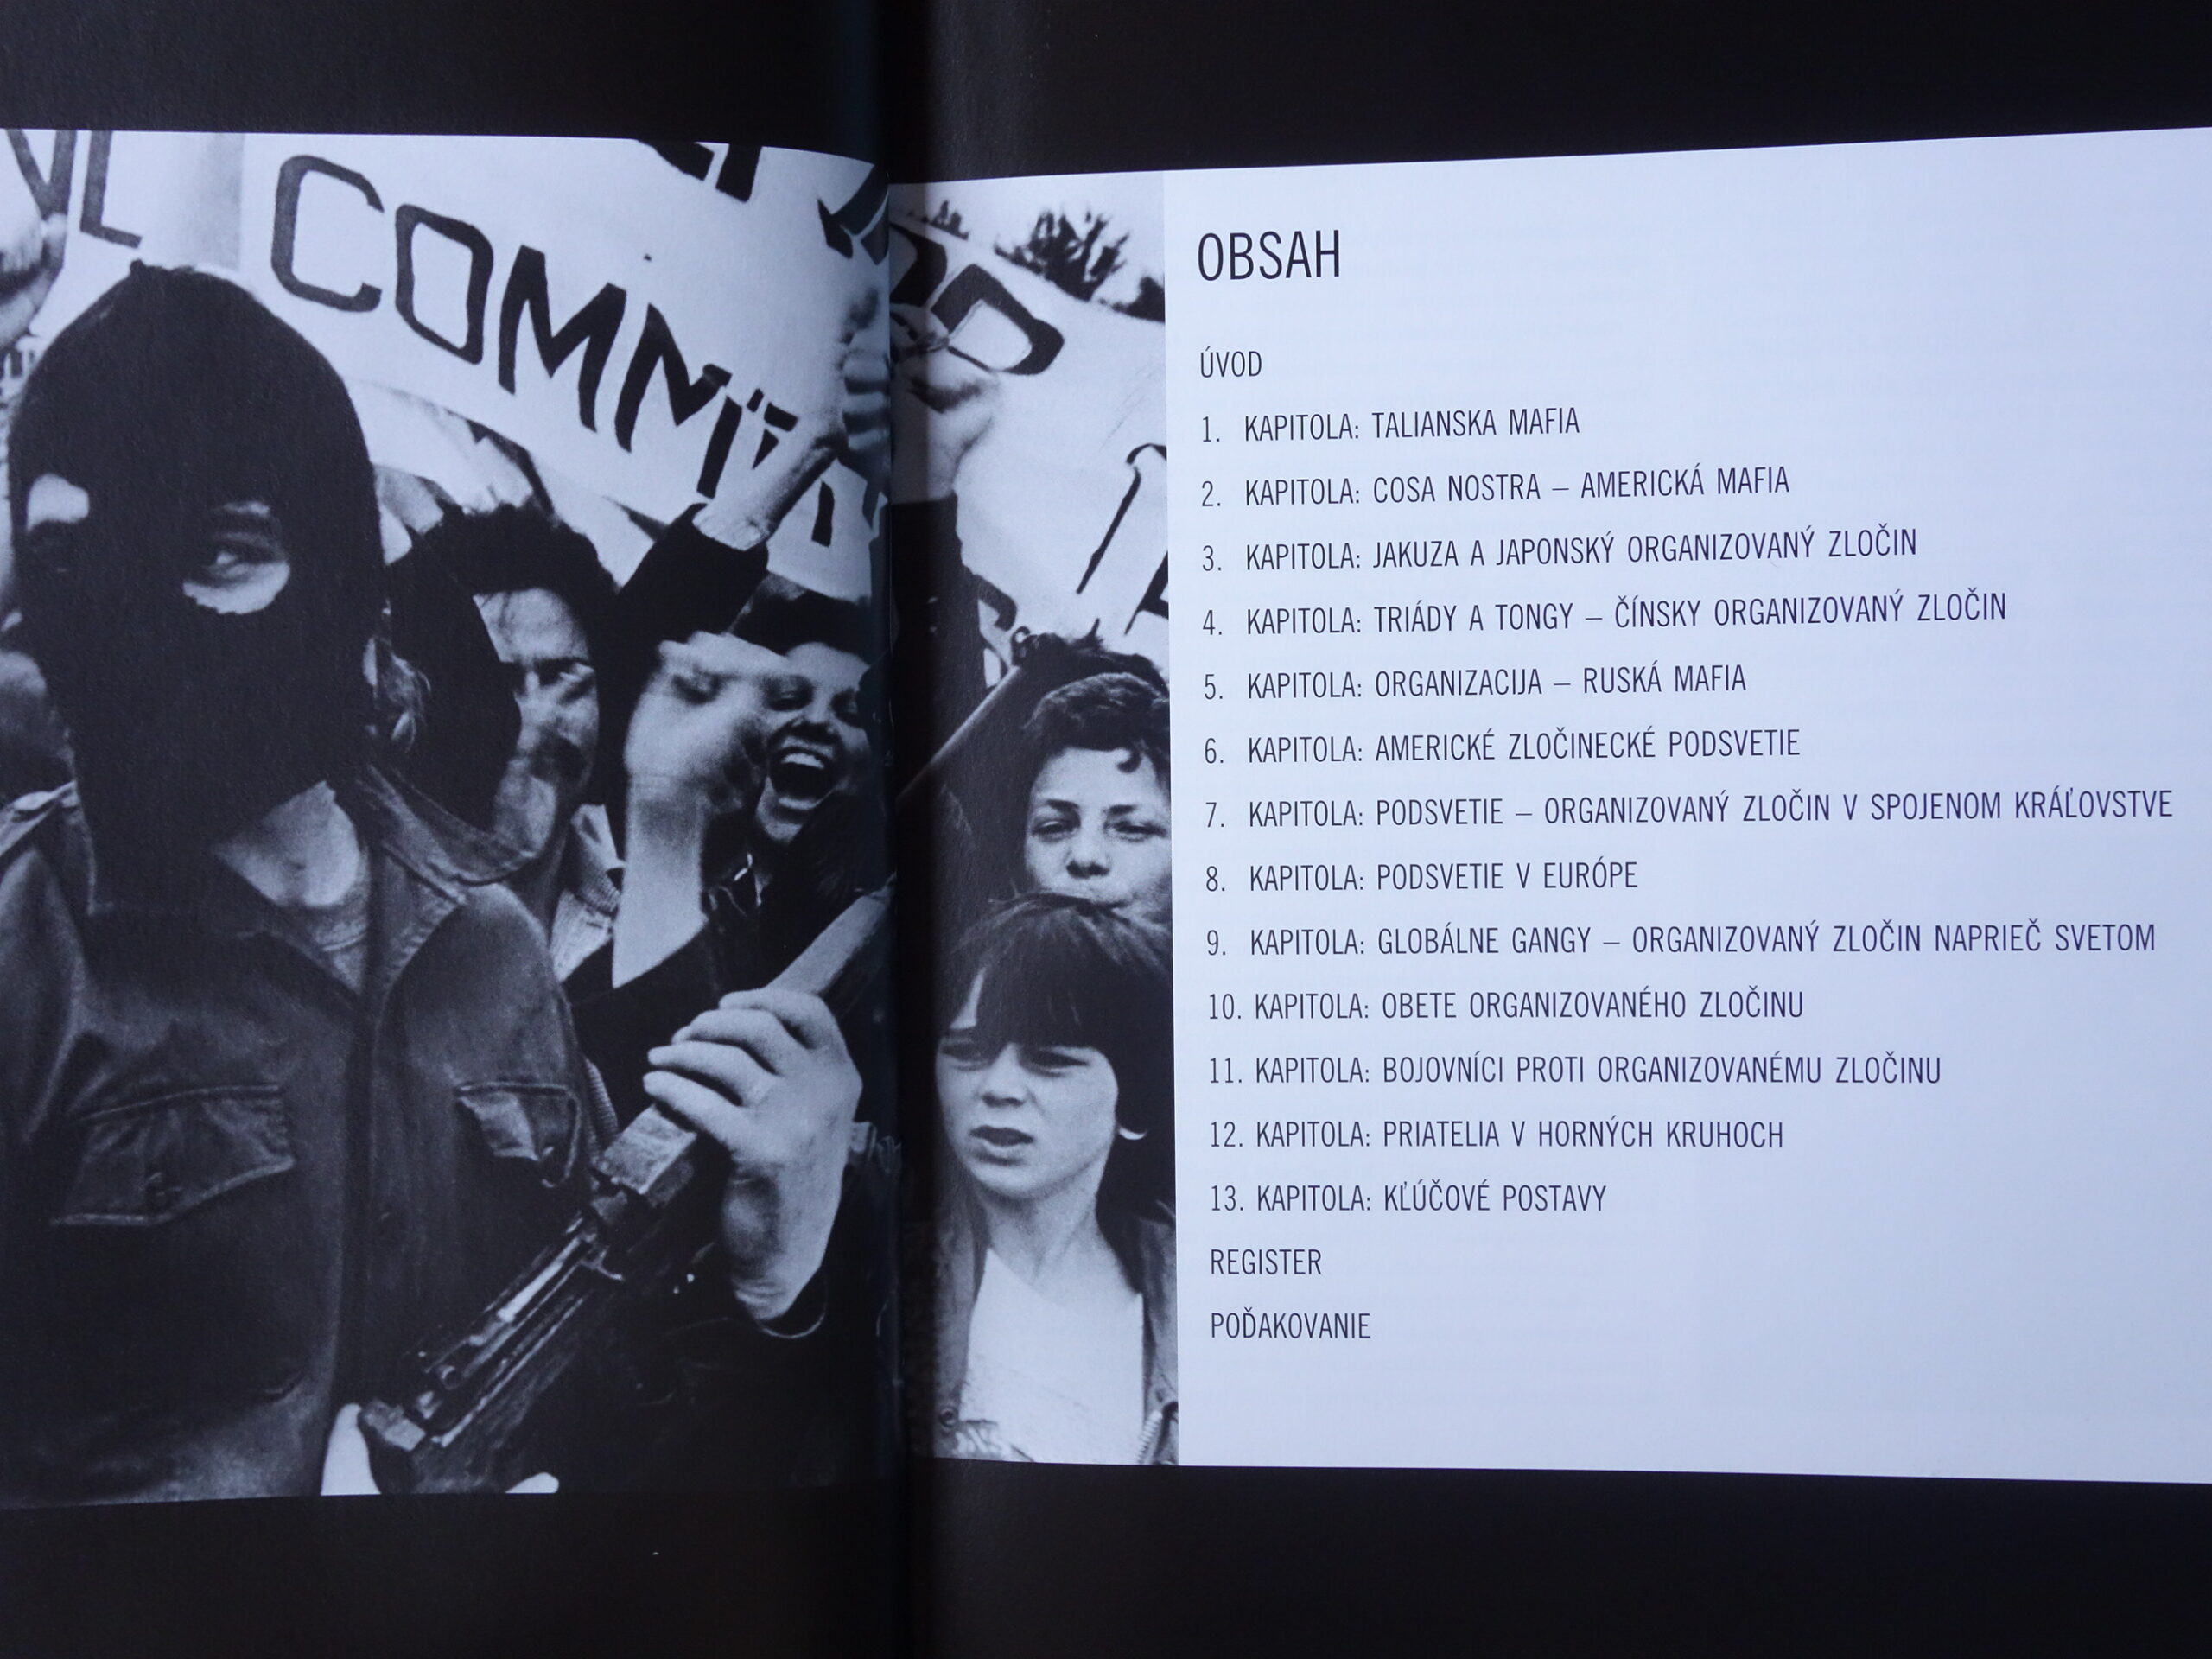 COMMIT
OBSAH
ÚVOD
1. KAPITOLA: TALIANSKA MAFIA
2. KAPITOLA: COSA NOSTRA – AMERICKÁ MAFIA
3. KAPITOLA: JAKUZA A JAPONSKÝ ORGANIZOVANÝ ZLOČIN
4. KAPITOLA: TRIÁDY A TONGY – ČÍNSKY ORGANIZOVANÝ ZLOČIN
5. KAPITOLA: ORGANIZACIJA – RUSKÁ MAFIA
6. KAPITOLA: AMERICKÉ ZLOČINECKÉ PODSVETIE
7. KAPITOLA: PODSVETIE – ORGANIZOVANÝ ZLOČIN V SPOJENOM KRÁĽOVSTVE
8. KAPITOLA: PODSVETIE V EURÓPE
9. KAPITOLA: GLOBÁLNE GANGY – ORGANIZOVANÝ ZLOČIN NAPRIEČ SVETOM
10. KAPITOLA: OBETE ORGANIZOVANÉHO ZLOČINU
11. KAPITOLA: BOJOVNÍCI PROTI ORGANIZOVANÉMU ZLOČINU
12. KAPITOLA: PRIATELIA V HORNÝCH KRUHOCH
13. KAPITOLA: KĽÚČOVÉ POSTAVY
REGISTER
POĎAKOVANIE